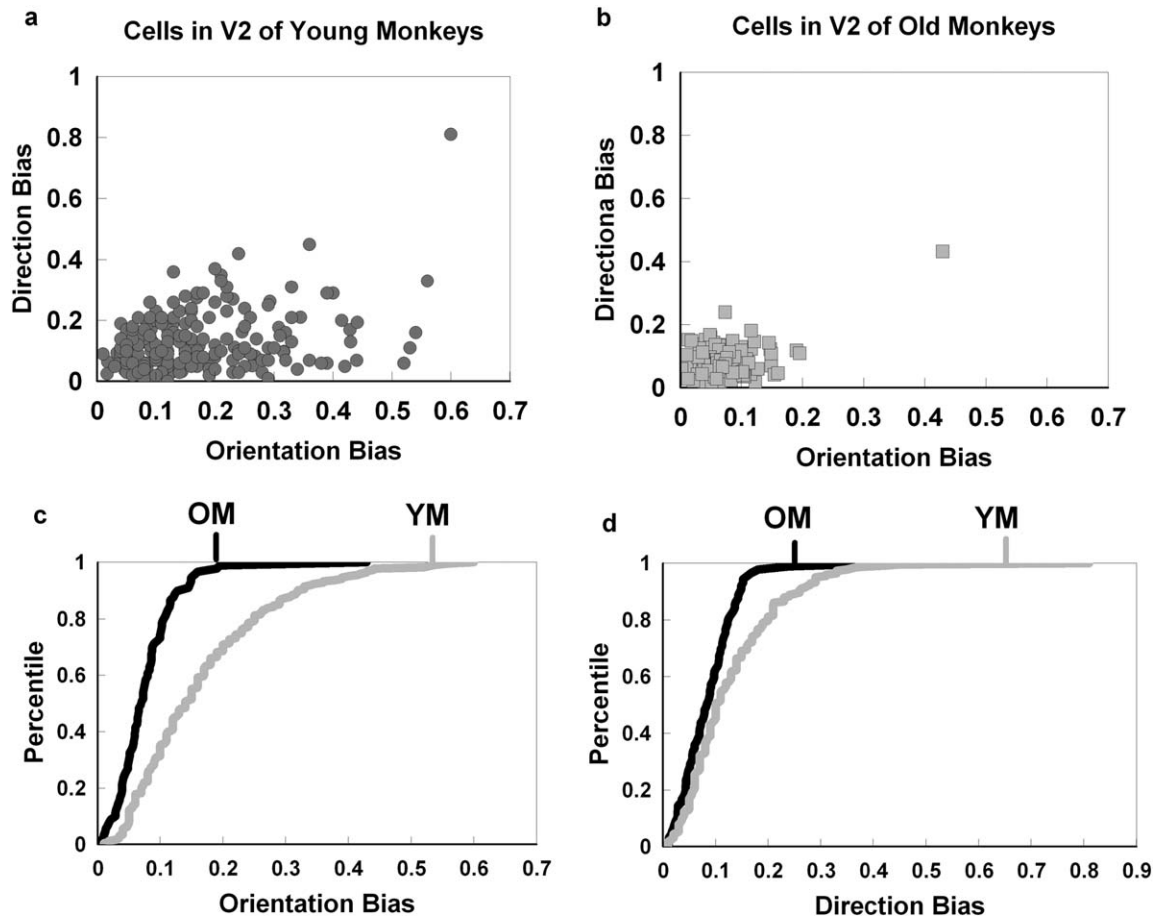 a
Cells in V2 of Young Monkeys
1
0.8
0.6
0.4
0.2
0
Direction Bias
0 0.1 0.2 0.3 0.4 0.5 0.6 0.7
Orientation Bias
b
Cells in V2 of Old Monkeys
1
0.8
0.6
0.4
0.2
0
Directiona Bias
0 0.1 0.2 0.3 0.4 0.5 0.6 0.7
Orientation Bias
c
OM YM
1
0.8
0.6
0.4
0.2
0
Percentile
0 0.1 0.2 0.3 0.4 0.5 0.6 0.7
Orientation Bias
d
OM YM
1
0.8
0.6
0.4
0.2
0
Percentile
0 0.1 0.2 0.3 0.4 0.5 0.6 0.7 0.8 0.9
Direction Bias